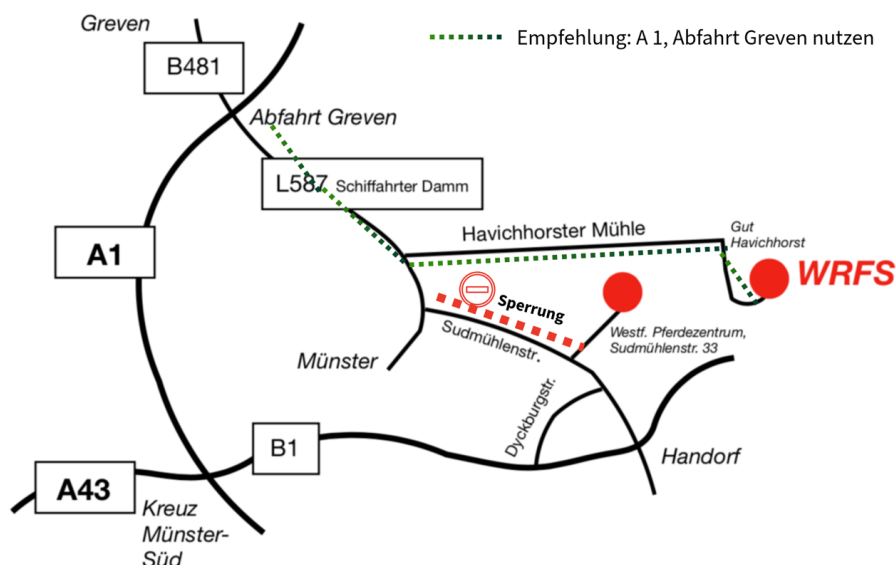 Greven
Empfehlung: A 1, Abfahrt Greven nutzen
B481
Abfahrt Greven
L587 Schiffahrter Damm
Havichhorster Mühle
Gut
Havichhorst
A1
WRFS
Sperrung
Westf. Pferdezentrum,
Sudmühlenstr. 33
Sudmühlenstr.
Münster
Dyckburgstr.
B1
Handorf
A43
Kreuz
Münster-
Süd